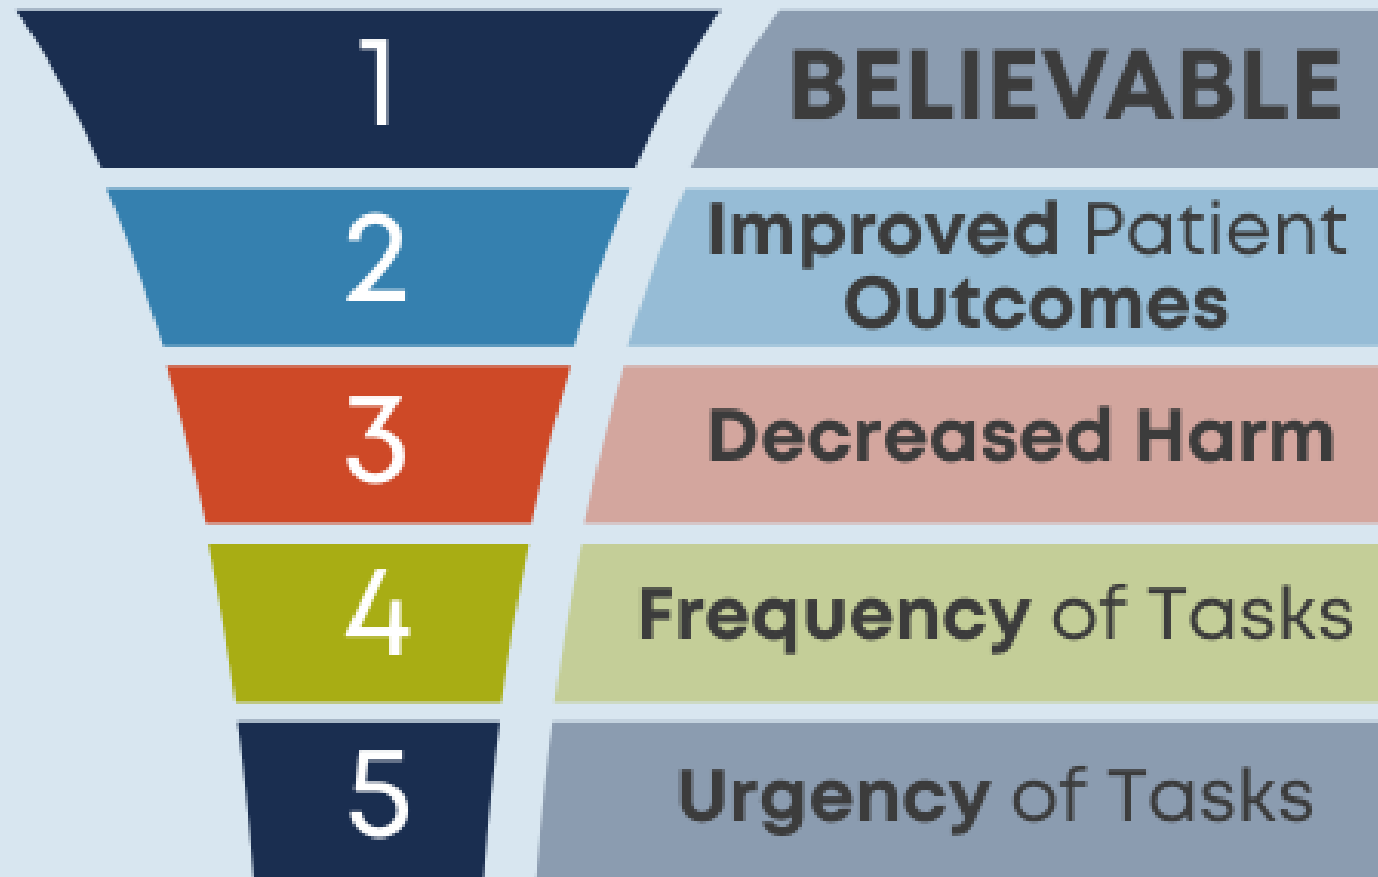 1
BELIEVABLE
2
Improved Patient
Outcomes
3
Decreased Harm
4
Frequency of Tasks
5
Urgency of Tasks